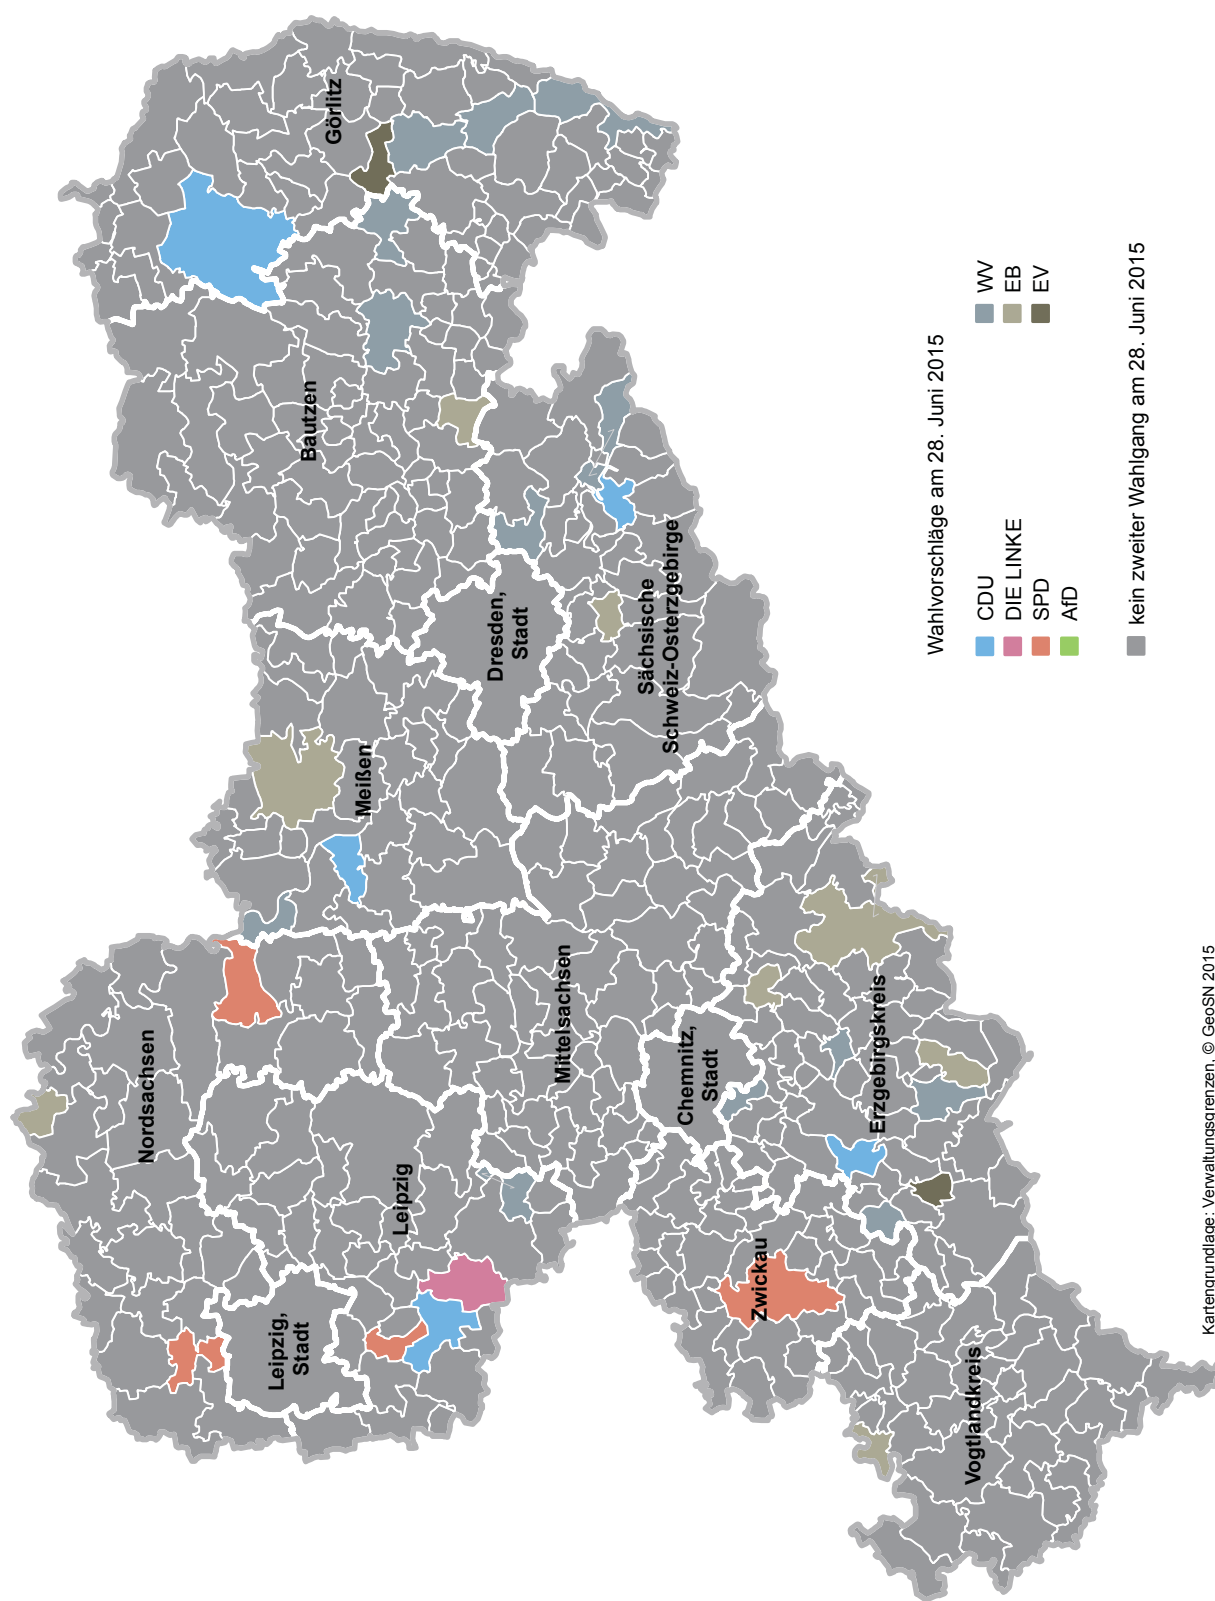 Görlitz
Bautzen
Dresden,
Stadt
Sächsische
Schweiz-Osterzgebirge
Meißen
Nordsachsen
Mittelsachsen
Chemnitz,
Stadt
Erzgebirgskreis
Leipzig
Leipzig,
Stadt
Zwickau
Vogtlandkreis
Wahlvorschläge am 28. Juni 2015
CDU
DIE LINKE
SPD
AfD
WV
EB
EV
kein zweiter Wahlgang am 28. Juni 2015
Kartengrundlage: Verwaltungsgrenzen, © GeoSN 2015